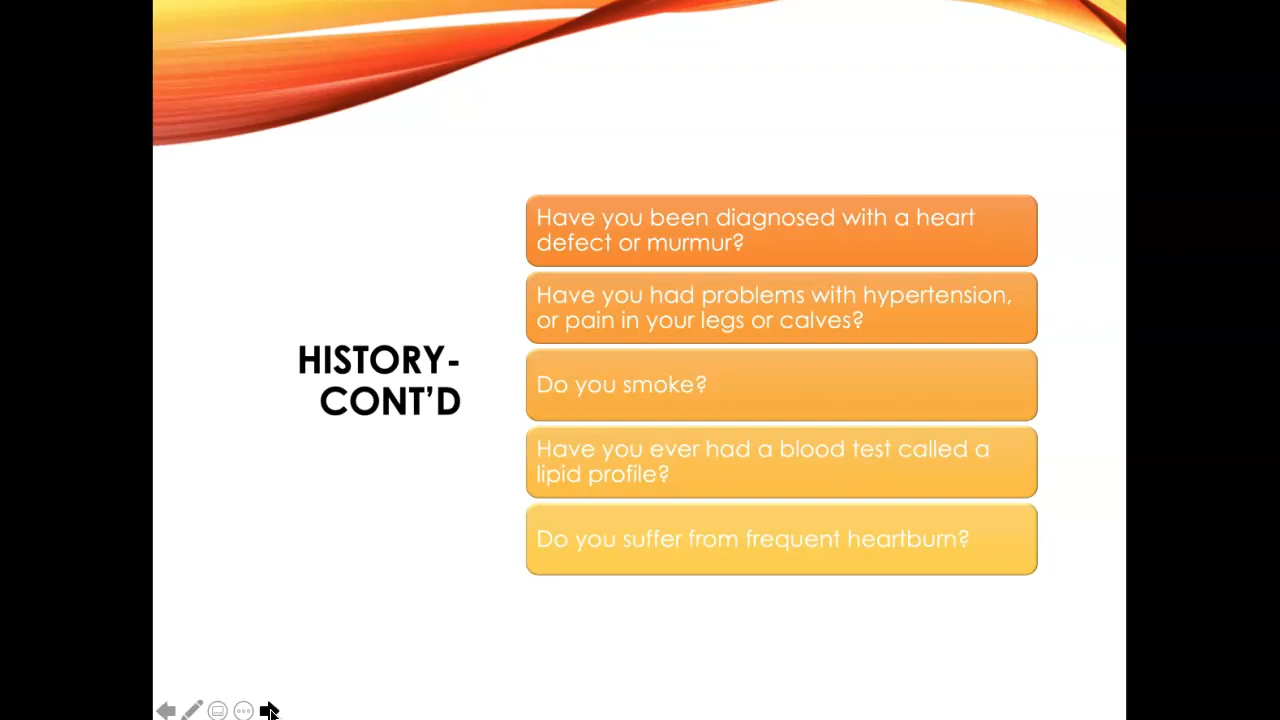 HISTORY-
CONT’D
Have you been diagnosed with a heart
defect or murmur?
Have you had problems with hypertension,
or pain in your legs or calves?
Do you smoke?
Have you ever had a blood test called a
lipid profile?
Do you suffer from frequent heartburn?